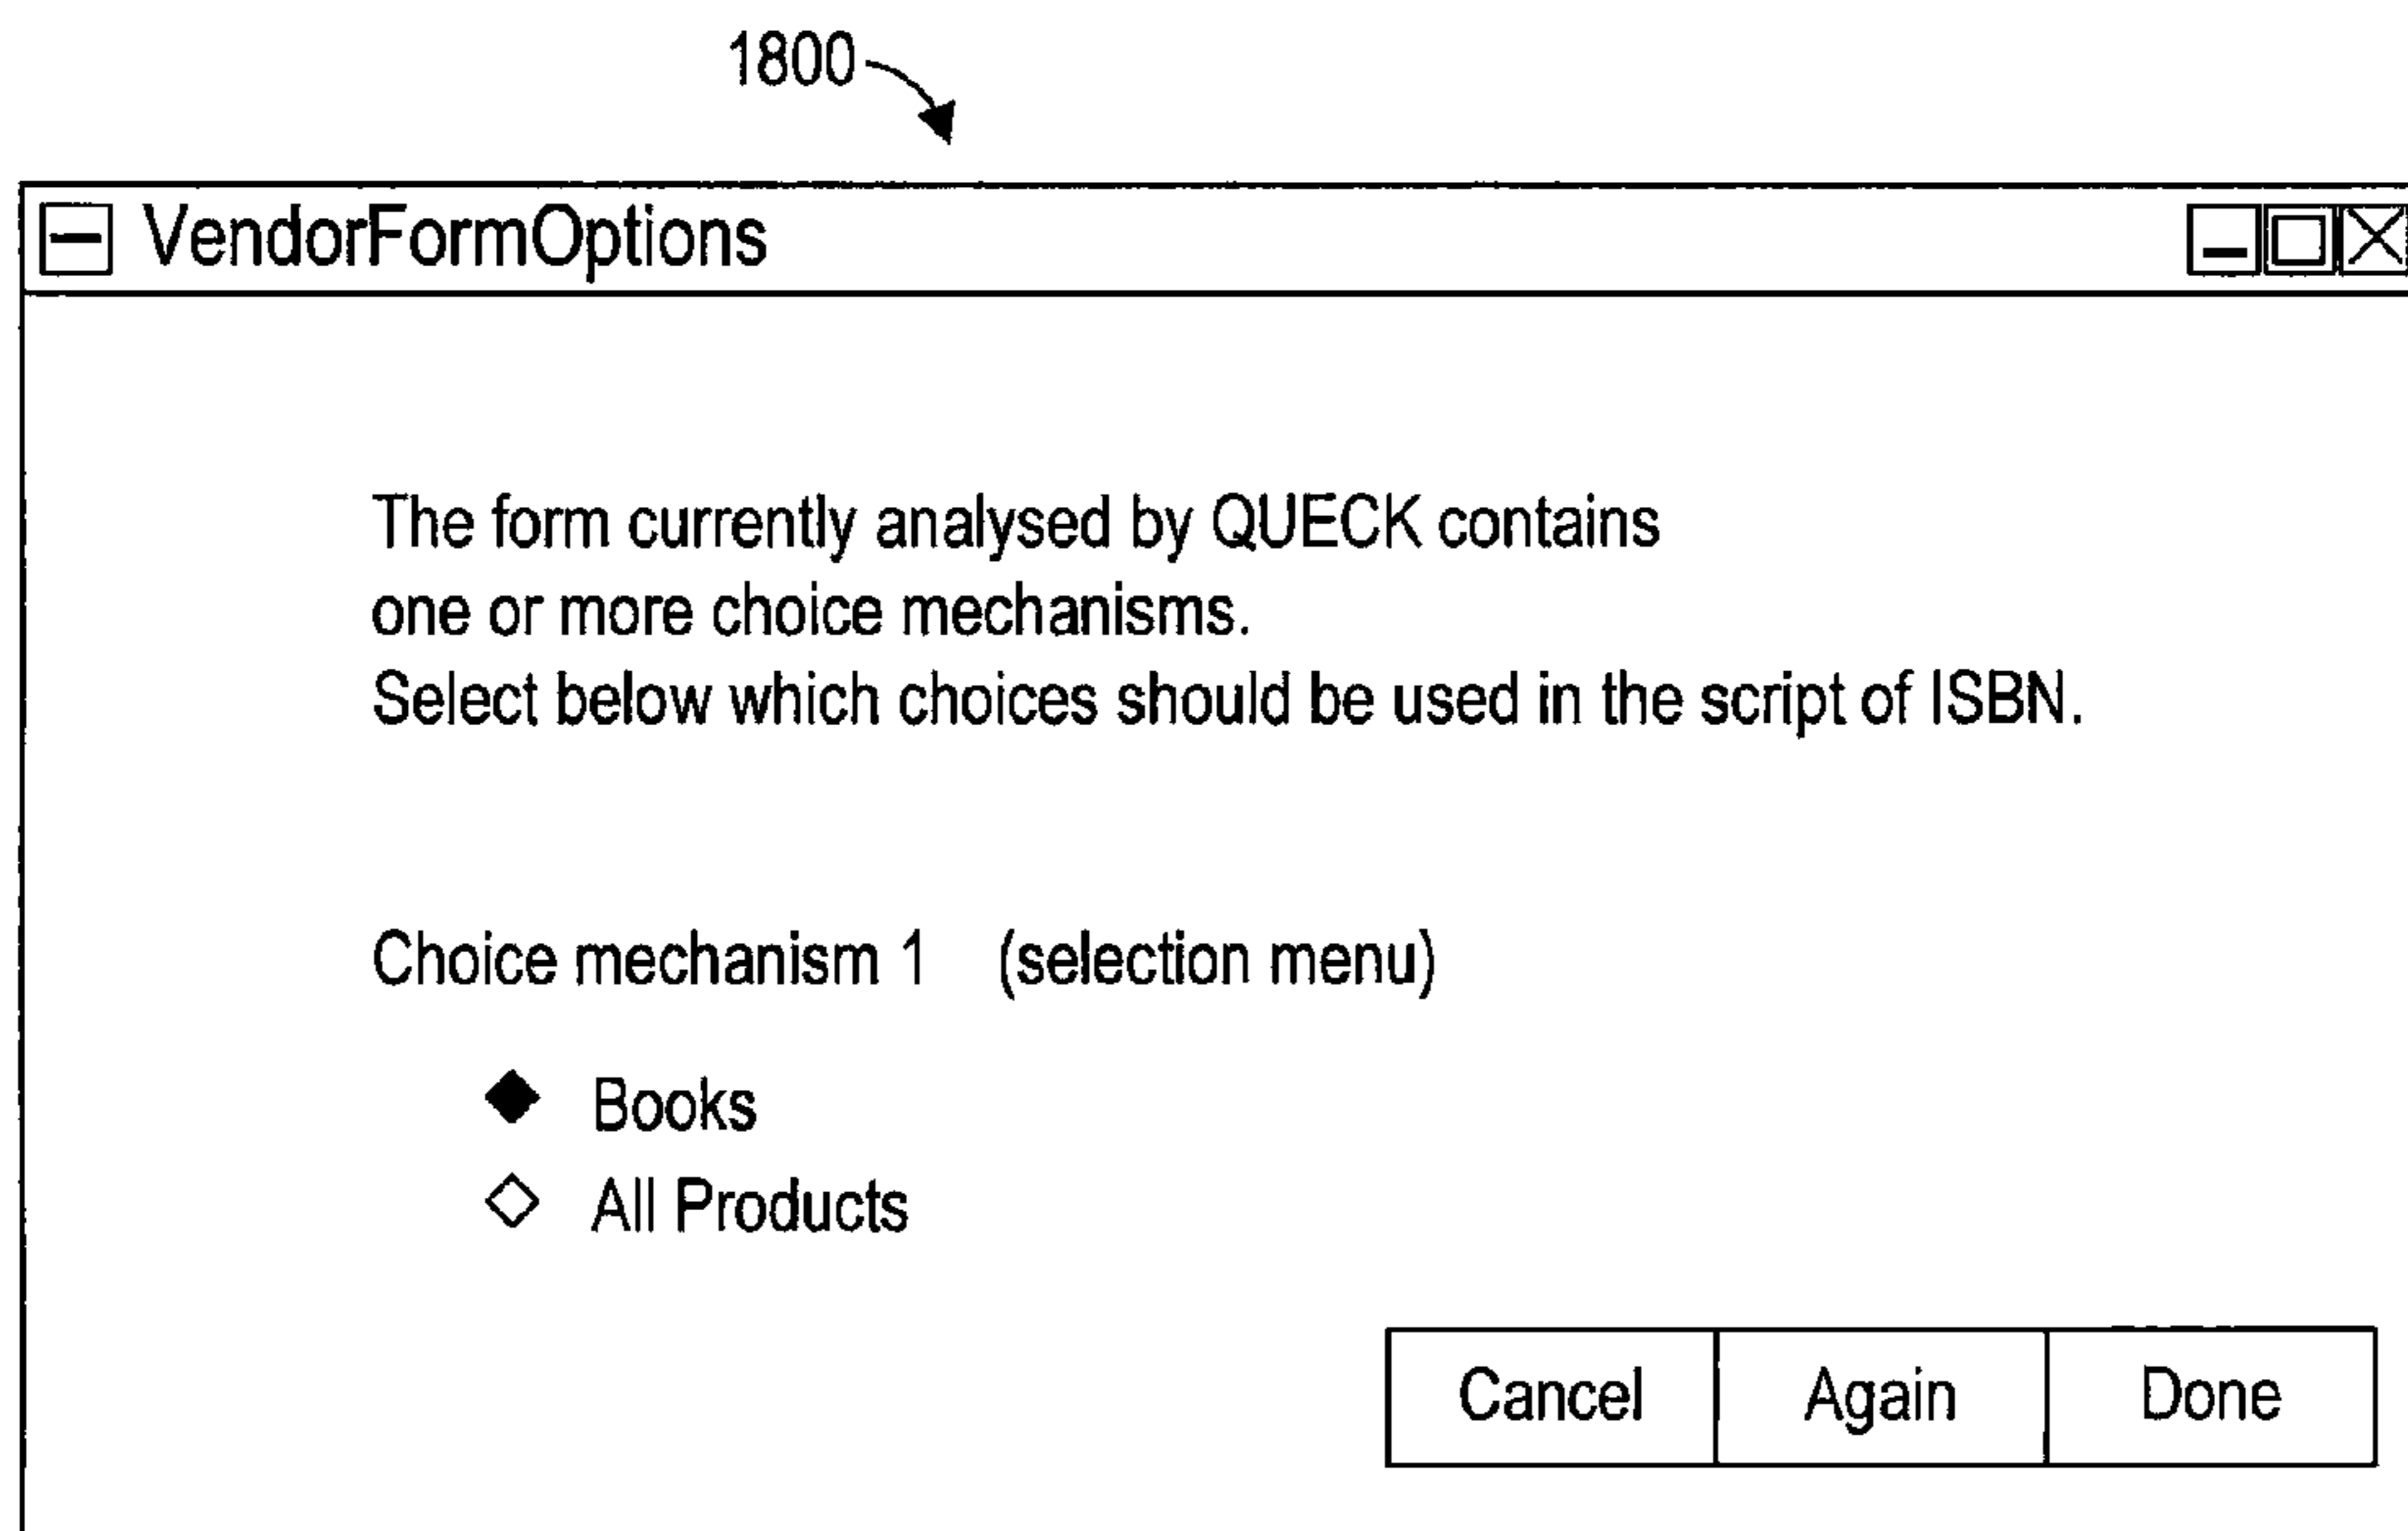 1800
VendorFormOptions
The form currently analysed by QUECK contains
one or more choice mechanisms.
Select below which choices should be used in the script of ISBN.
Choice mechanism 1 (selection menu)
Books
All Products
Cancel Again Done